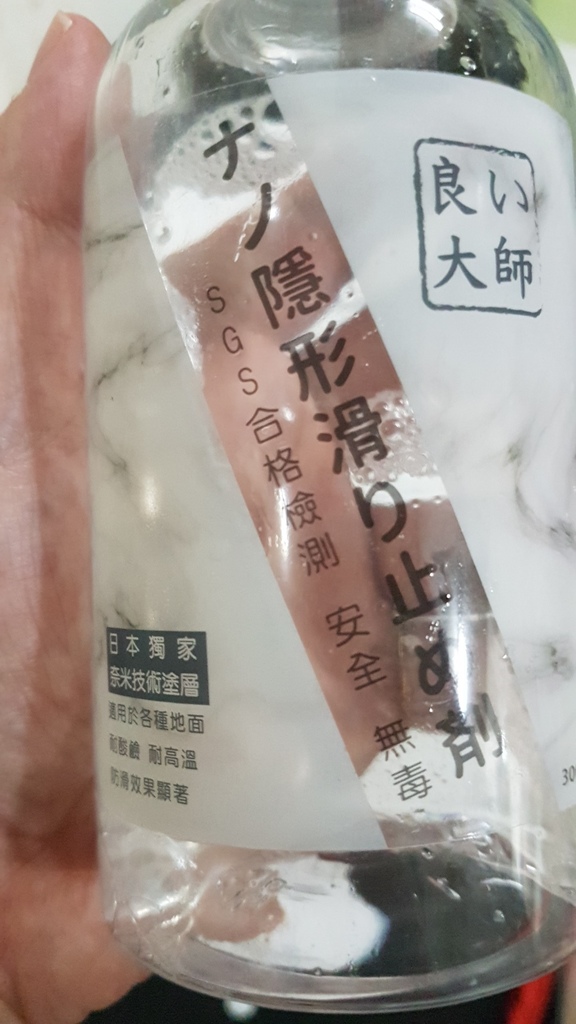 良い
大師
ナノ隱形滑り止め剤
SGS合格檢測 安全 無毒
日本獨家
奈米技術塗層
適用於各種地面
耐酸鹼 耐高溫
防滑效果顯著